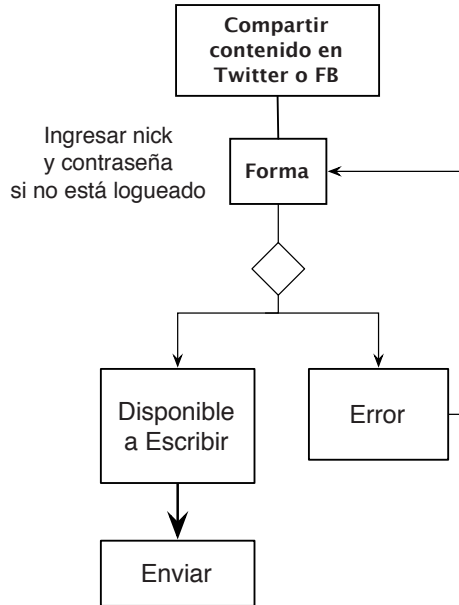 Compartir
contenido en
Twitter o FB
Ingresar nick
y contraseña
si no está logueado
Forma
Disponible
a Escribir
Error
Enviar